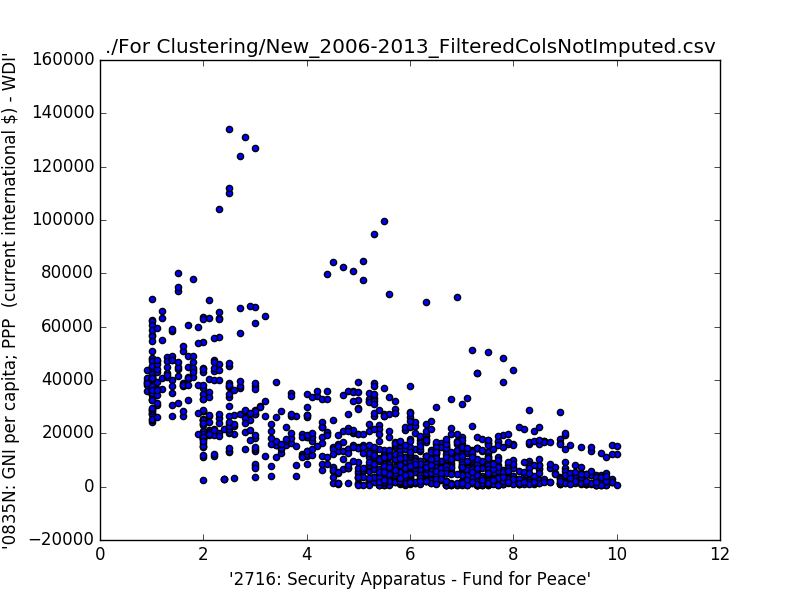 ./For Clustering/New_2006-2013_FilteredColsNotImputed.csv
'0835N: GNI per capita; PPP  (current international $) - WDI'
160000
140000
120000
100000
80000
60000
40000
20000
0
−20000
0 2 4 6 8 10 12
'2716: Security Apparatus - Fund for Peace'